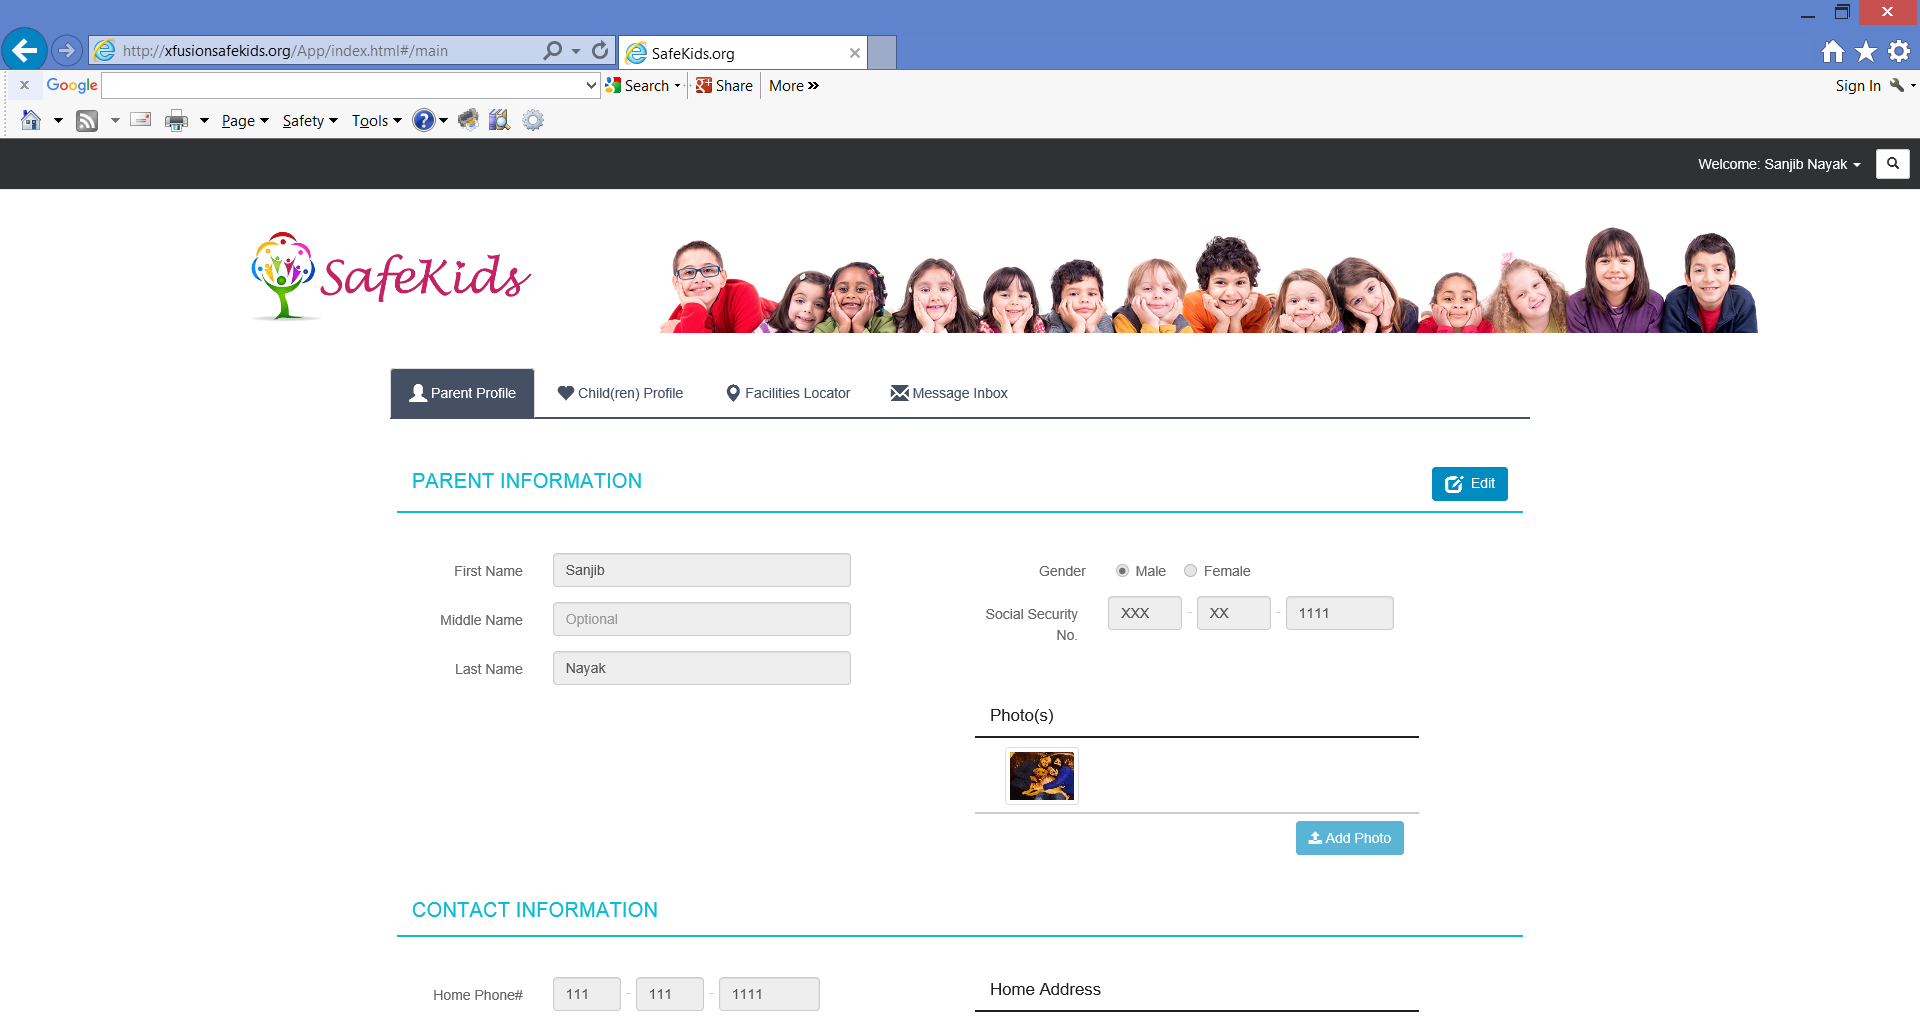 http://xfusionsafekids.org/App/index.html#/main
SafeKids.org
x Google Search Share More »
Sign In
Page Safety Tools ?
Welcome: Sanjib Nayak
SafeKids
Parent Profile Child(ren) Profile Facilities Locator Message Inbox
PARENT INFORMATION
Edit
First Name Sanjib
Gender Male Female
Middle Name Optional
Social Security No. XXX - XX - 1111
Last Name Nayak
Photo(s)
Add Photo
CONTACT INFORMATION
Home Phone# 111 - 111 - 1111
Home Address